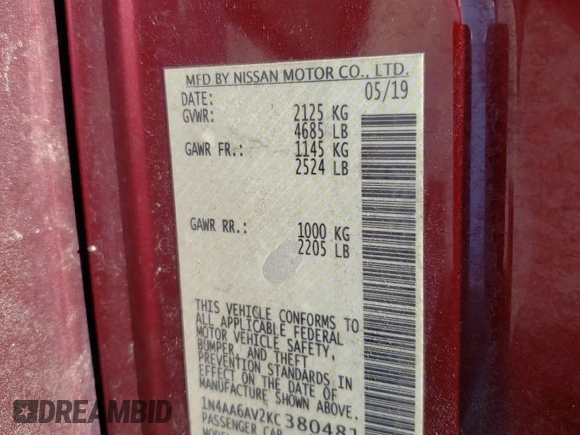 MFD BY NISSAN MOTOR CO., LTD.
DATE: 05/19
GVWR: 2125 KG
4685 LB
GAWR FR.: 1145 KG
2524 LB
GAWR RR.: 1000 KG
2205 LB
THIS VEHICLE CONFORMS TO
ALL APPLICABLE FEDERAL
MOTOR VEHICLE SAFETY,
BUMPER, AND THEFT
PREVENTION STANDARDS IN
EFFECT ON THE DATE OF
MANUFACTURE SHOWN ABOVE.
1N4AA6AV2KC380481
PASSENGER CAR
BIDHISTORY